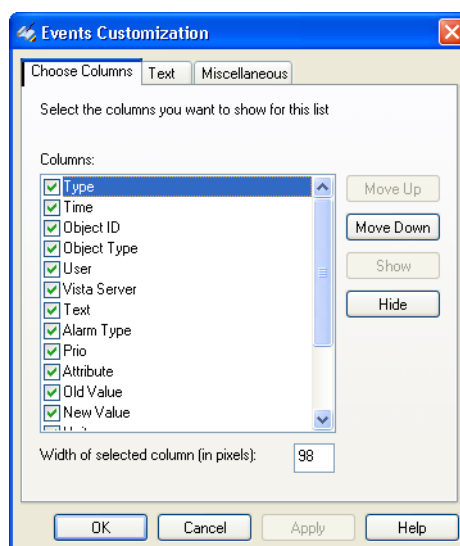 Events Customization
Choose Columns Text Miscellaneous
Select the columns you want to show for this list
Columns:
Type
Time
Object ID
Object Type
User
Vista Server
Text
Alarm Type
Prio
Attribute
Old Value
New Value
Move Up
Move Down
Show
Hide
Width of selected column (in pixels): 98
OK Cancel Apply Help